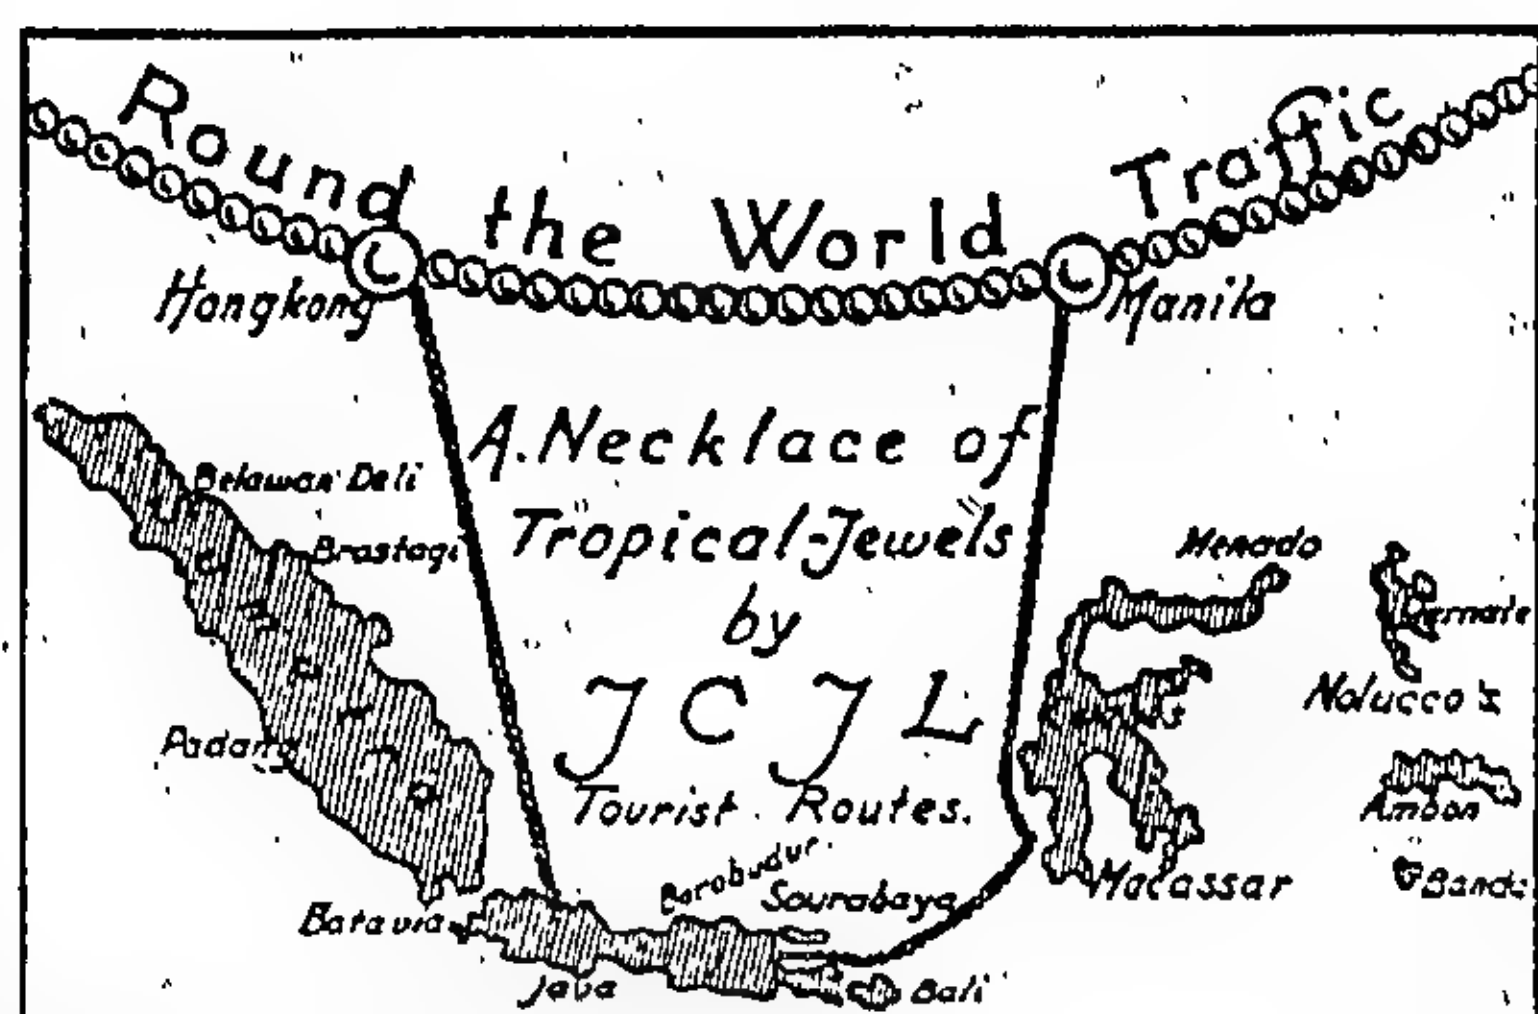 Round the World Traffic
Hongkong
Manila
A. Necklace of
Tropical-Jewels
by
J C J L
Tourist Routes.
Belawan Deli
Brastagi
Padang
Menado
Ternate
Molucco's
Ambon
Banda
Macassar
Borobudur
Sourabaya
Batavia
Java
Bali